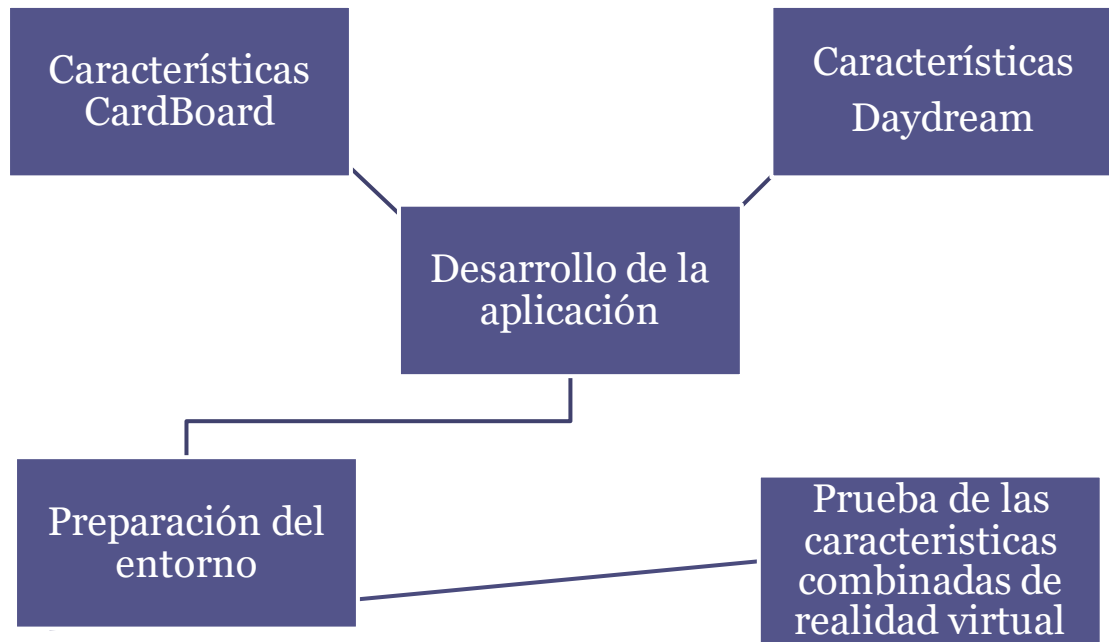 Características
CardBoard
Características
Daydream
Desarrollo de la
aplicación
Preparación del
entorno
Prueba de las
caracteristicas
combinadas de
realidad virtual